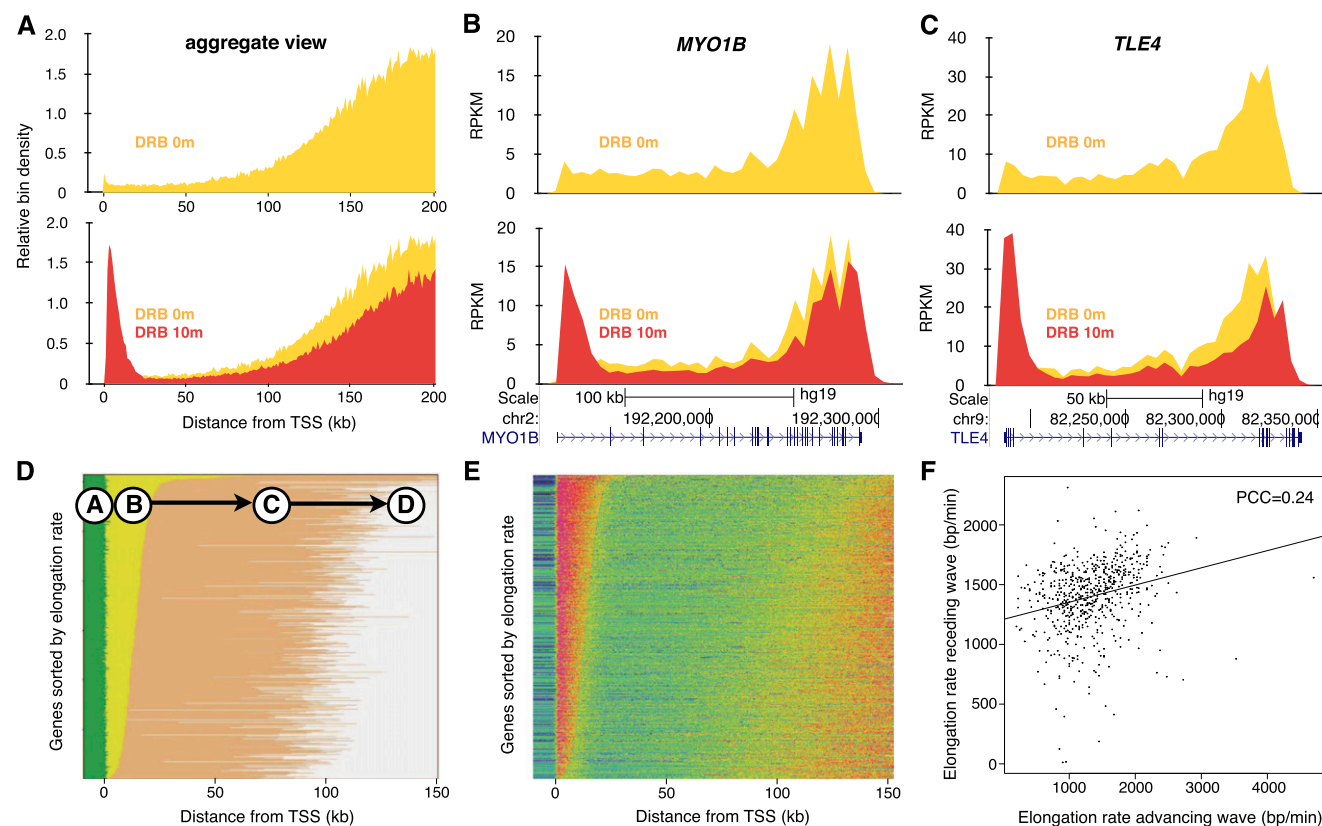 A
aggregate view
Relative bin density
2.0
1.5
1.0
0.5
0
DRB 0m
0
50
100
150
200
2.0
1.5
1.0
0.5
0
DRB 0m
DRB 10m
0
50
100
150
200
Distance from TSS (kb)
B
MYO1B
RPKM
20
15
10
5
0
DRB 0m
RPKM
20
15
10
5
0
DRB 0m
DRB 10m
Scale
100 kb
hg19
chr2:
192,200,000
192,300,000
MYO1B
C
TLE4
RPKM
40
30
20
10
0
DRB 0m
RPKM
40
30
20
10
0
DRB 0m
DRB 10m
Scale
50 kb
hg19
chr9:
82,250,000
82,300,000
82,350,000
TLE4
D
Genes sorted by elongation rate
A
B
C
D
0
50
100
150
Distance from TSS (kb)
E
Genes sorted by elongation rate
0
50
100
150
Distance from TSS (kb)
F
PCC=0.24
Elongation rate receding wave (bp/min)
2000
1500
1000
500
0
1000
2000
3000
4000
Elongation rate advancing wave (bp/min)